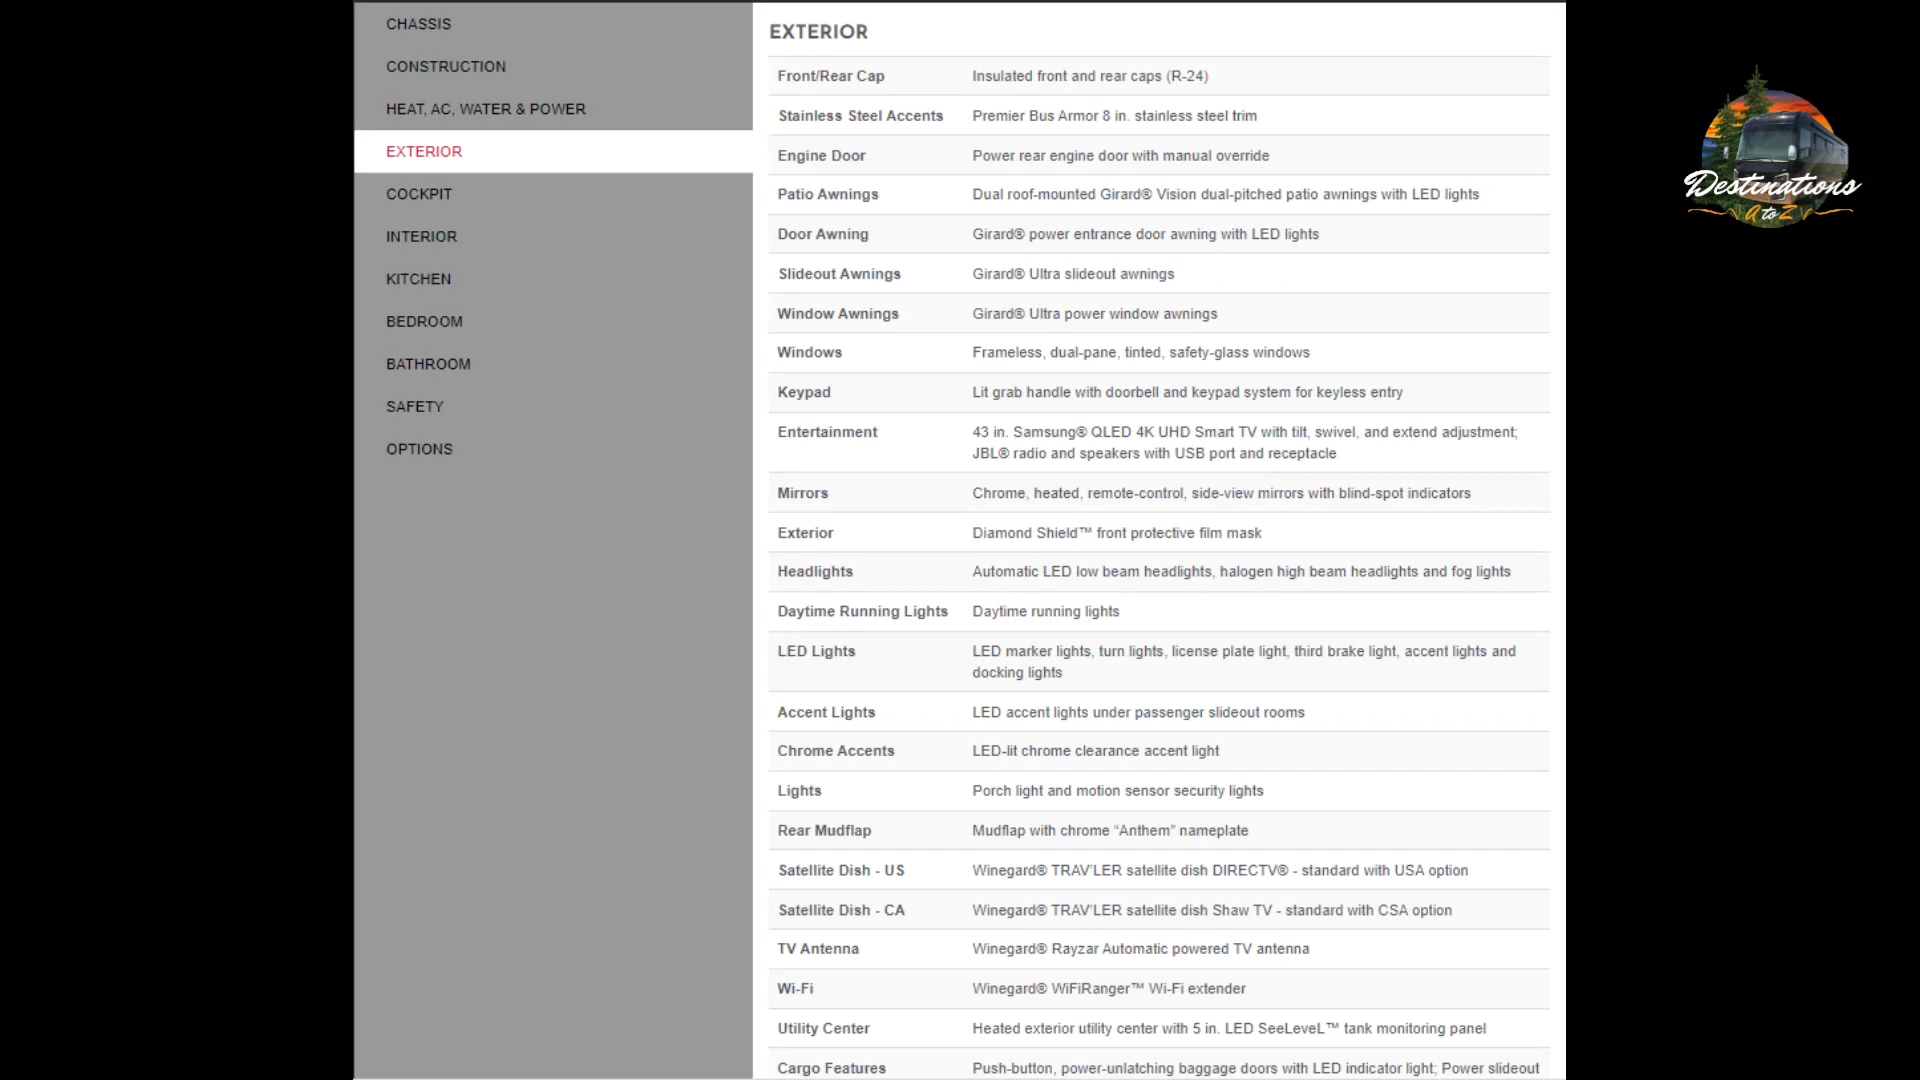 CHASSIS
CONSTRUCTION
HEAT, AC, WATER & POWER
EXTERIOR
COCKPIT
INTERIOR
KITCHEN
BEDROOM
BATHROOM
SAFETY
OPTIONS
EXTERIOR
Front/Rear Cap Insulated front and rear caps (R-24)
Stainless Steel Accents Premier Bus Armor 8 in. stainless steel trim
Engine Door Power rear engine door with manual override
Patio Awnings Dual roof-mounted Girard® Vision dual-pitched patio awnings with LED lights
Door Awning Girard® power entrance door awning with LED lights
Slideout Awnings Girard® Ultra slideout awnings
Window Awnings Girard® Ultra power window awnings
Windows Frameless, dual-pane, tinted, safety-glass windows
Keypad Lit grab handle with doorbell and keypad system for keyless entry
Entertainment 43 in. Samsung® QLED 4K UHD Smart TV with tilt, swivel, and extend adjustment;
JBL® radio and speakers with USB port and receptacle
Mirrors Chrome, heated, remote-control, side-view mirrors with blind-spot indicators
Exterior Diamond Shield™ front protective film mask
Headlights Automatic LED low beam headlights, halogen high beam headlights and fog lights
Daytime Running Lights Daytime running lights
LED Lights LED marker lights, turn lights, license plate light, third brake light, accent lights and
docking lights
Accent Lights LED accent lights under passenger slideout rooms
Chrome Accents LED-lit chrome clearance accent light
Lights Porch light and motion sensor security lights
Rear Mudflap Mudflap with chrome “Anthem” nameplate
Satellite Dish - US Winegard® TRAV'LER satellite dish DIRECTV® - standard with USA option
Satellite Dish - CA Winegard® TRAV'LER satellite dish Shaw TV - standard with CSA option
TV Antenna Winegard® Rayzar Automatic powered TV antenna
Wi-Fi Winegard® WiFiRanger™ Wi-Fi extender
Utility Center Heated exterior utility center with 5 in. LED SeeLeveL™ tank monitoring panel
Cargo Features Push-button, power-unlatching baggage doors with LED indicator light; Power slideout
Destinations
A to Z